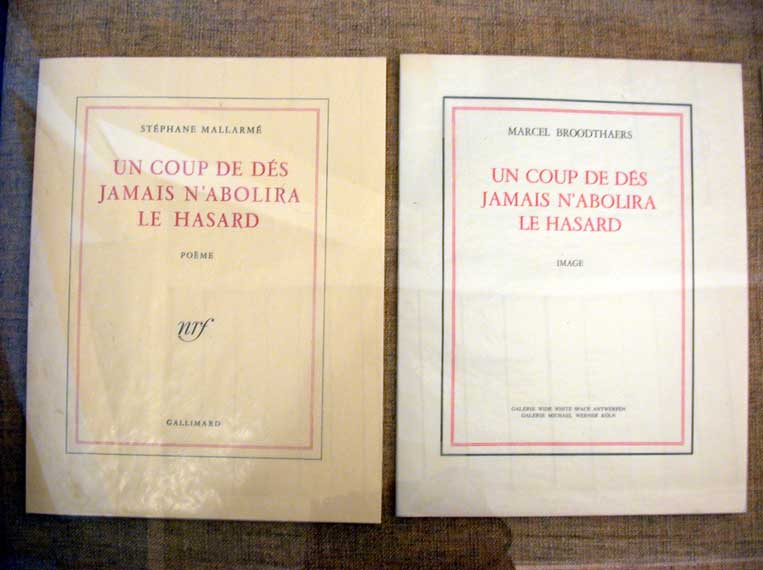 STÉPHANE MALLARMÉ
UN COUP DE DÉS
JAMAIS N'ABOLIRA
LE HASARD
POÈME
nrf
GALLIMARD
MARCEL BROODTHAERS
UN COUP DE DÉS
JAMAIS N'ABOLIRA
LE HASARD
IMAGE
GALERIE WIDE WHITE SPACE ANTWERPEN
GALERIE MICHAEL WERNER KÖLN